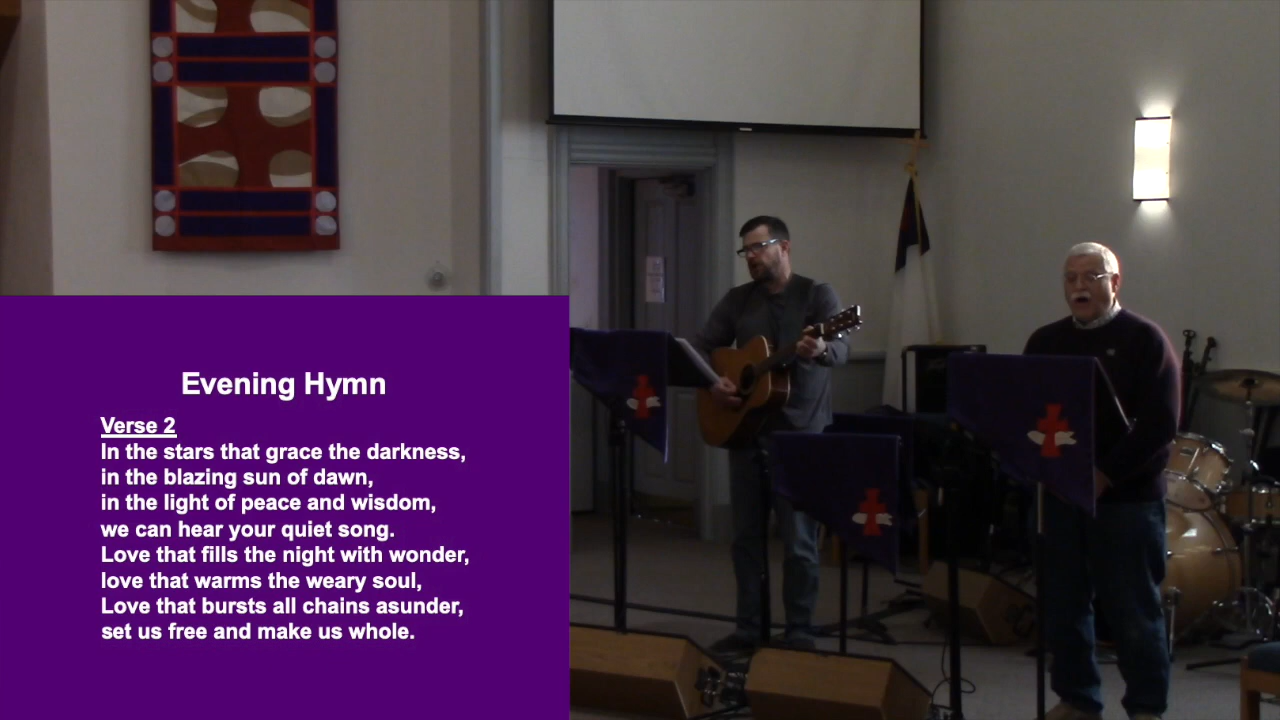 Evening Hymn
Verse 2
In the stars that grace the darkness,
in the blazing sun of dawn,
in the light of peace and wisdom,
we can hear your quiet song.
Love that fills the night with wonder,
love that warms the weary soul,
Love that bursts all chains asunder,
set us free and make us whole.